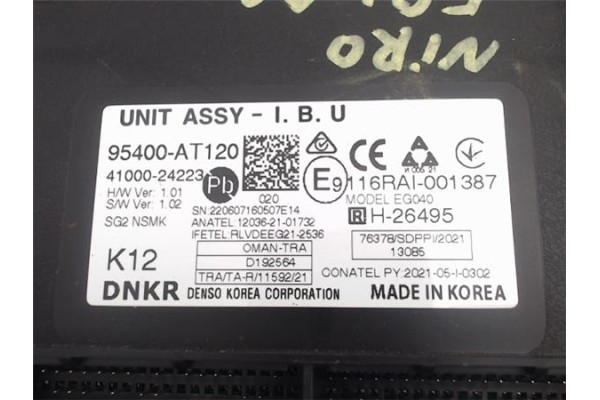 NiRO
UNIT ASSY - I. B. U
95400-AT120
41000-24223
H/W Ver: 1.01
S/W Ver: 1.02
SG2 NSMK
Pb
020
SN:220607160507E14
ANATEL: 12036-21-01732
IFETEL RLVDEEG21-2536
E9
116RAI-001387
MODEL EG040
R H-26495
K12
OMAN-TRA
D192564
TRA/TA-R/11592/21
76378/SDPPI/2021
13085
CONATEL PY:2021-05-I-0302
DNKR DENSO KOREA CORPORATION MADE IN KOREA